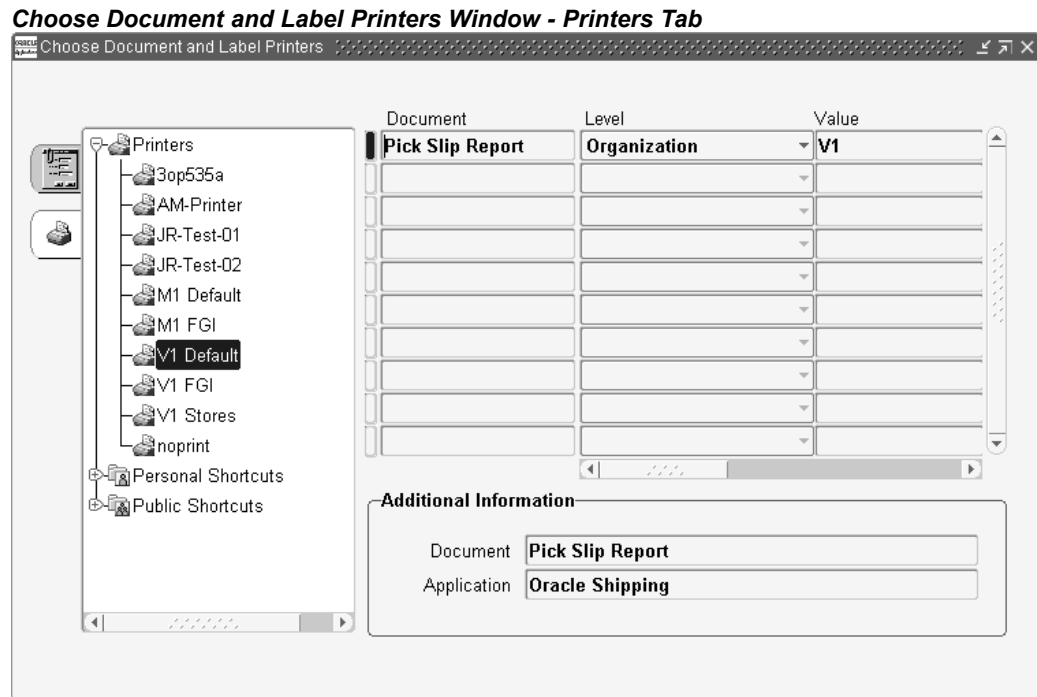 Choose Document and Label Printers Window - Printers Tab
ORACLE
Choose Document and Label Printers
Document Level Value
Printers
3op535a
AM-Printer
JR-Test-01
JR-Test-02
M1 Default
M1 FGI
V1 Default
V1 FGI
V1 Stores
noprint
Personal Shortcuts
Public Shortcuts
Pick Slip Report Organization V1
Additional Information
Document Pick Slip Report
Application Oracle Shipping